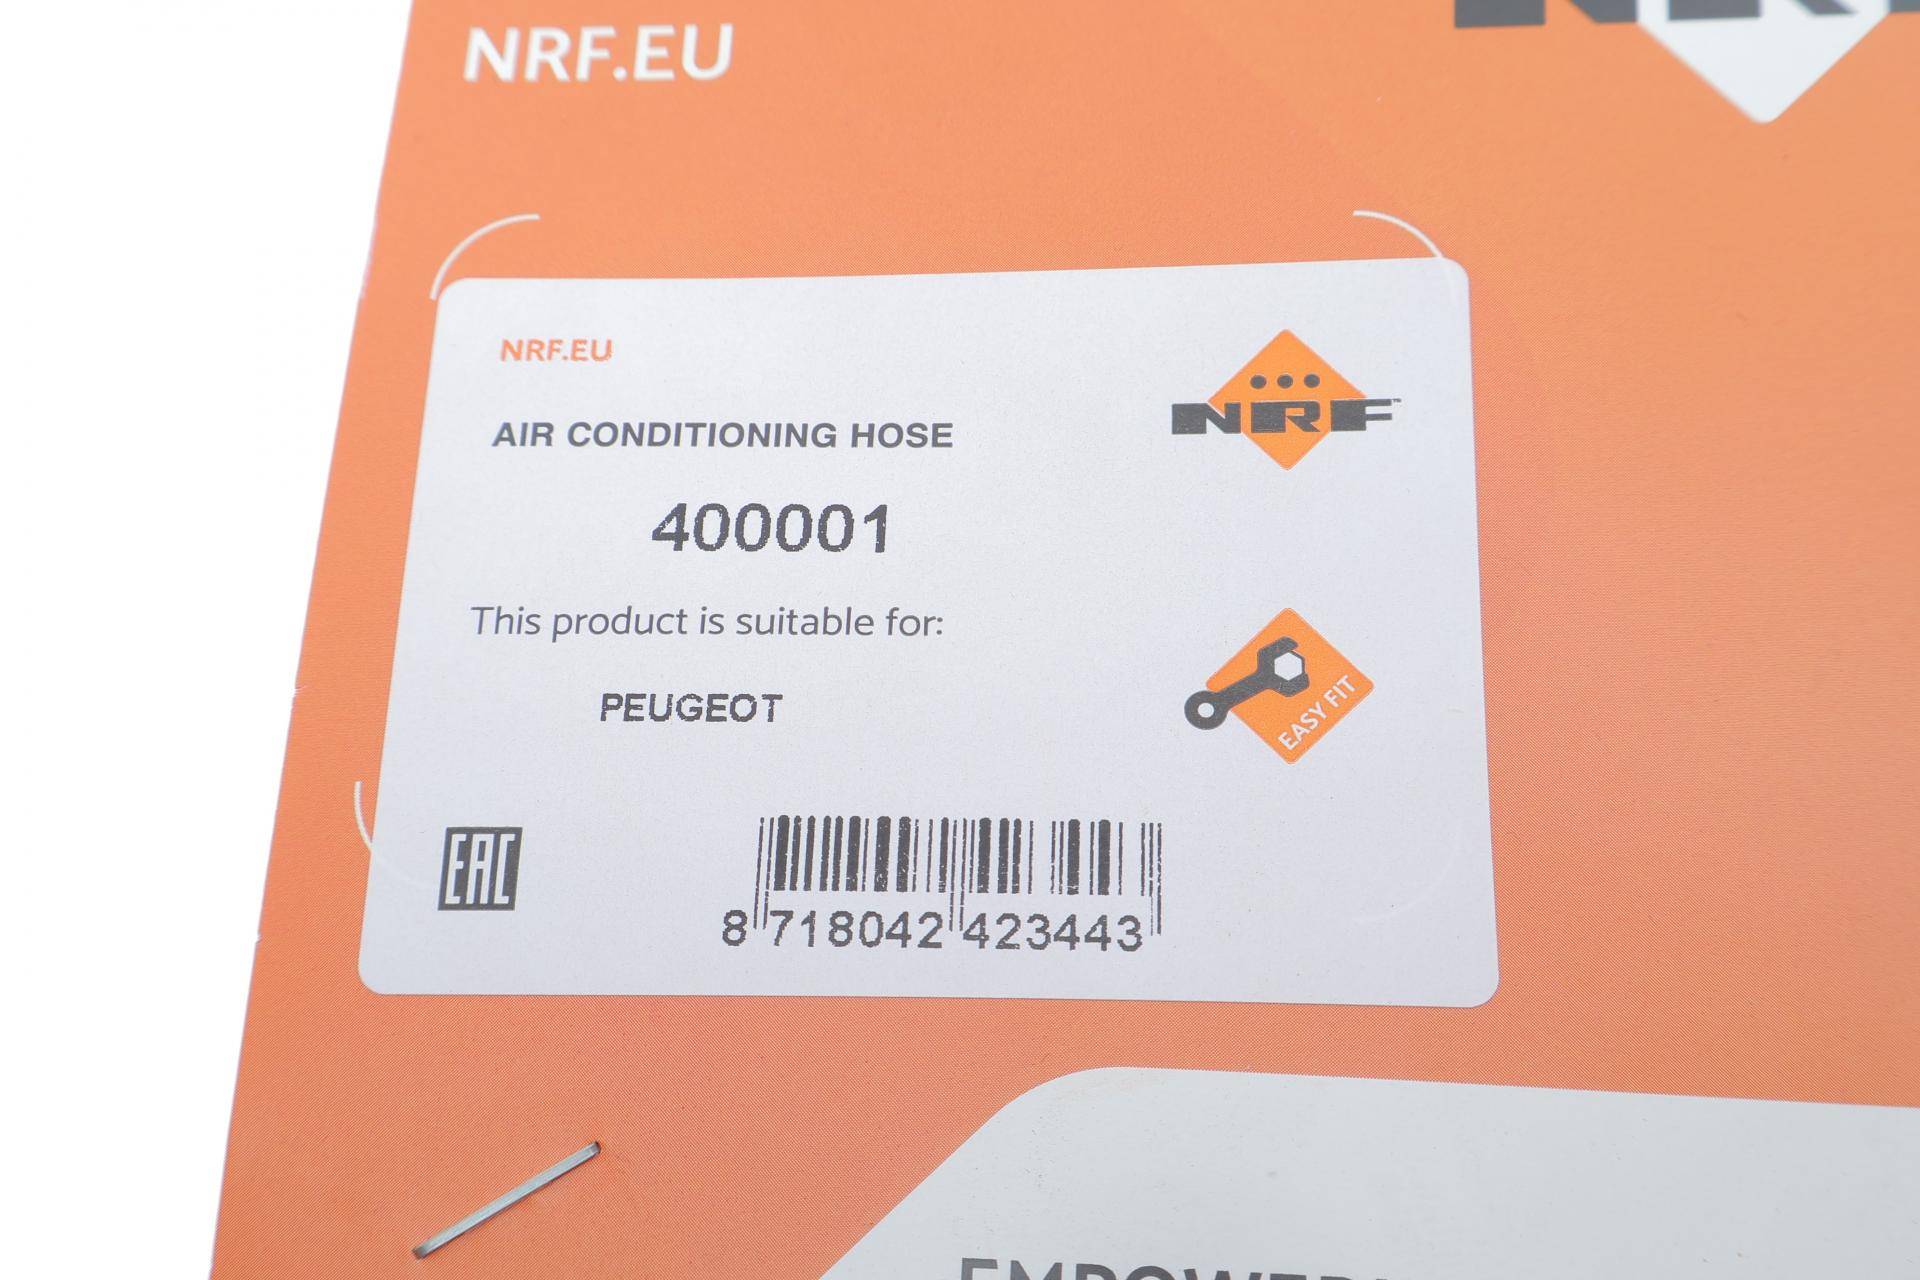 NRF.EU
NRF
NRF.EU
NRF™
AIR CONDITIONING HOSE
400001
This product is suitable for:
PEUGEOT
EASY FIT
EAC
8 718042 423443